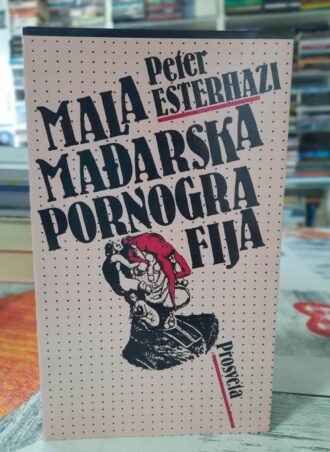 Peter
ESTERHAZI
MALA
MAĐARSKA
PORNOGRA
FIJA
Prosveta